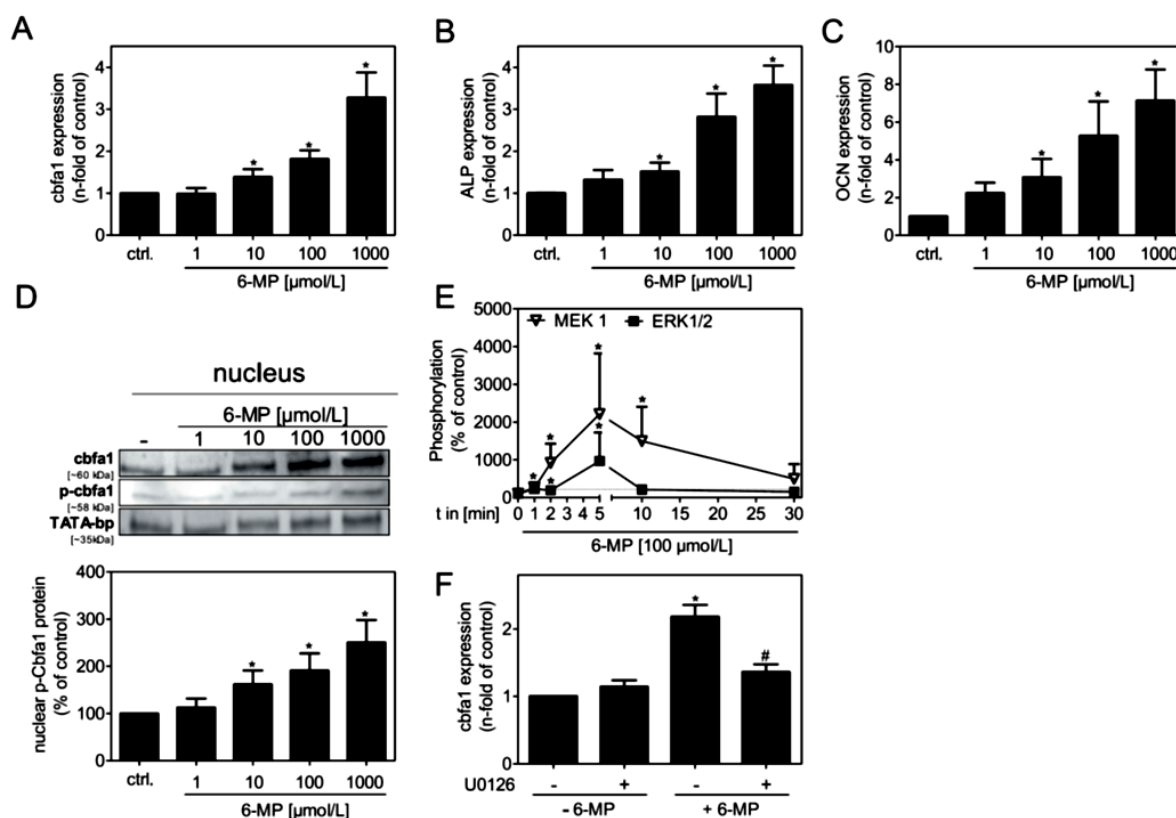 A
cbfa1 expression
(n-fold of control)
4
3
2
1
0
*
*
*
ctrl.
1
10
100
1000
6-MP [µmol/L]
B
ALP expression
(n-fold of control)
4
3
2
1
0
*
*
*
ctrl.
1
10
100
1000
6-MP [µmol/L]
C
OCN expression
(n-fold of control)
10
8
6
4
2
0
*
*
*
ctrl.
1
10
100
1000
6-MP [µmol/L]
D
nucleus
6-MP [µmol/L]
- 1 10 100 1000
cbfa1
[~60 kDa]
p-cbfa1
[~58 kDa]
TATA-bp
[~35kDa]
nuclear p-Cbfa1 protein
(% of control)
400
300
200
100
0
*
*
*
ctrl.
1
10
100
1000
6-MP [µmol/L]
E
Phosphorylation
(% of control)
5000
4000
3000
2000
1000
0
MEK 1
ERK1/2
*
*
*
*
*
*
t in [min]
0 1 2 3 4 5 10 15 20 25 30
6-MP [100 µmol/L]
F
cbfa1 expression
(n-fold of control)
2
1
0
*
#
U0126 - + - +
- 6-MP
+ 6-MP